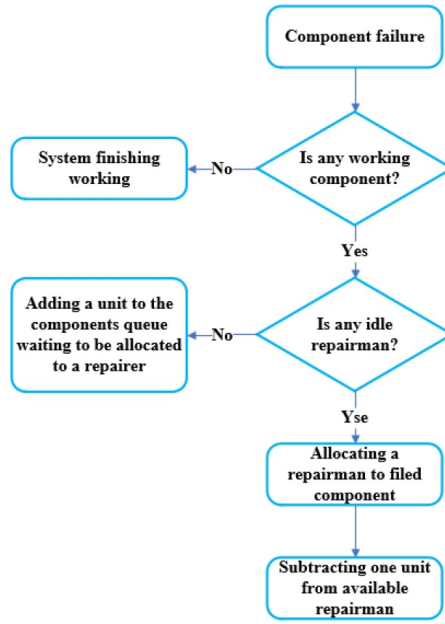 Component failure
System finishing
working
No
Is any working
component?
Yes
Adding a unit to the
components queue
waiting to be allocated
to a repairer
No
Is any idle
repairman?
Yse
Allocating a
repairman to filed
component
Subtracting one unit
from available
repairman